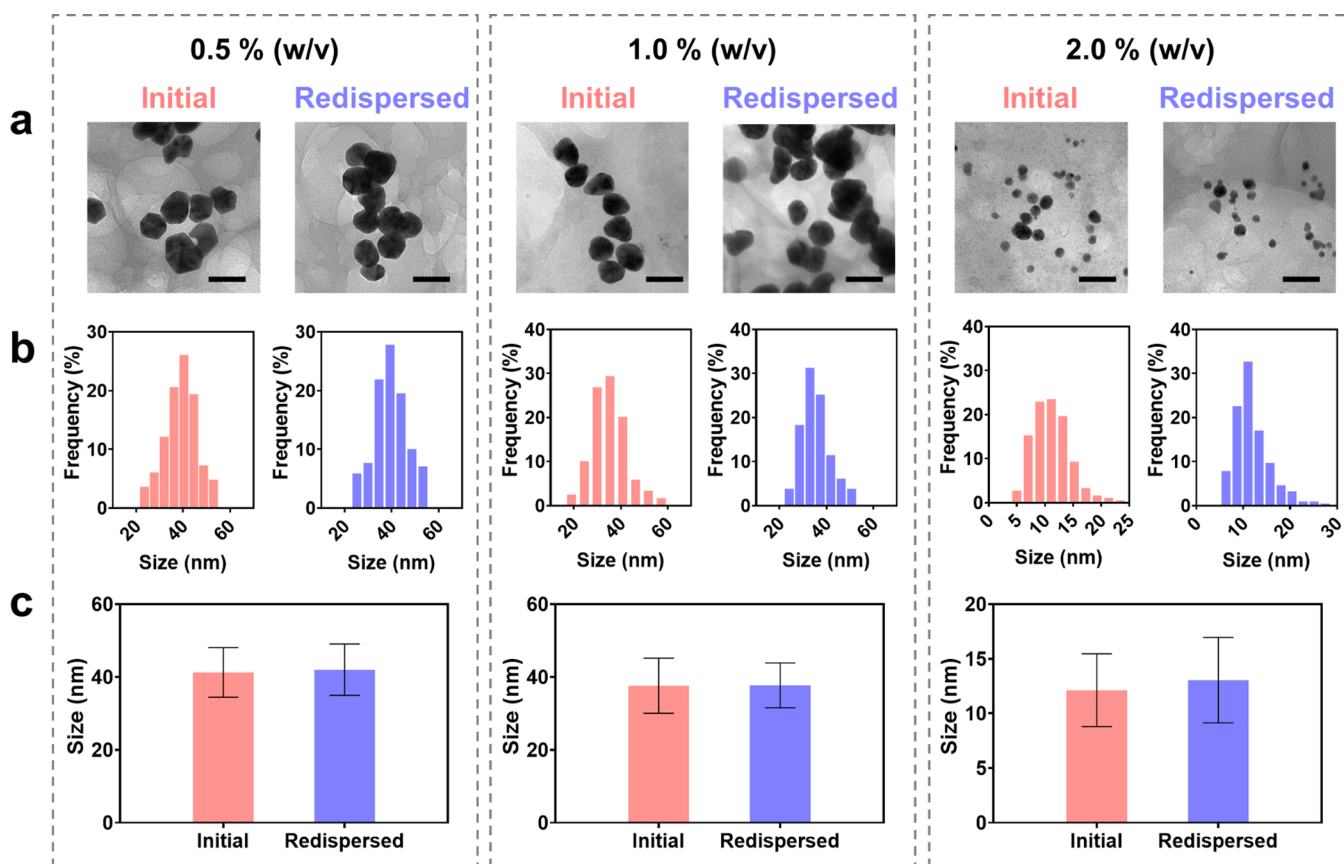 0.5 % (w/v)
1.0 % (w/v)
2.0 % (w/v)
a
Initial
Redispersed
Initial
Redispersed
Initial
Redispersed
b
Frequency (%)
30
20
10
0
20
40
60
Size (nm)
Frequency (%)
30
20
10
0
20
40
60
Size (nm)
Frequency (%)
40
30
20
10
0
20
40
60
Size (nm)
Frequency (%)
40
30
20
10
0
20
40
60
Size (nm)
Frequency (%)
40
20
0
0
5
10
15
20
25
Size (nm)
Frequency (%)
40
30
20
10
0
0
10
20
30
Size (nm)
c
Size (nm)
60
40
20
0
Initial
Redispersed
Size (nm)
60
40
20
0
Initial
Redispersed
Size (nm)
20
15
10
5
0
Initial
Redispersed